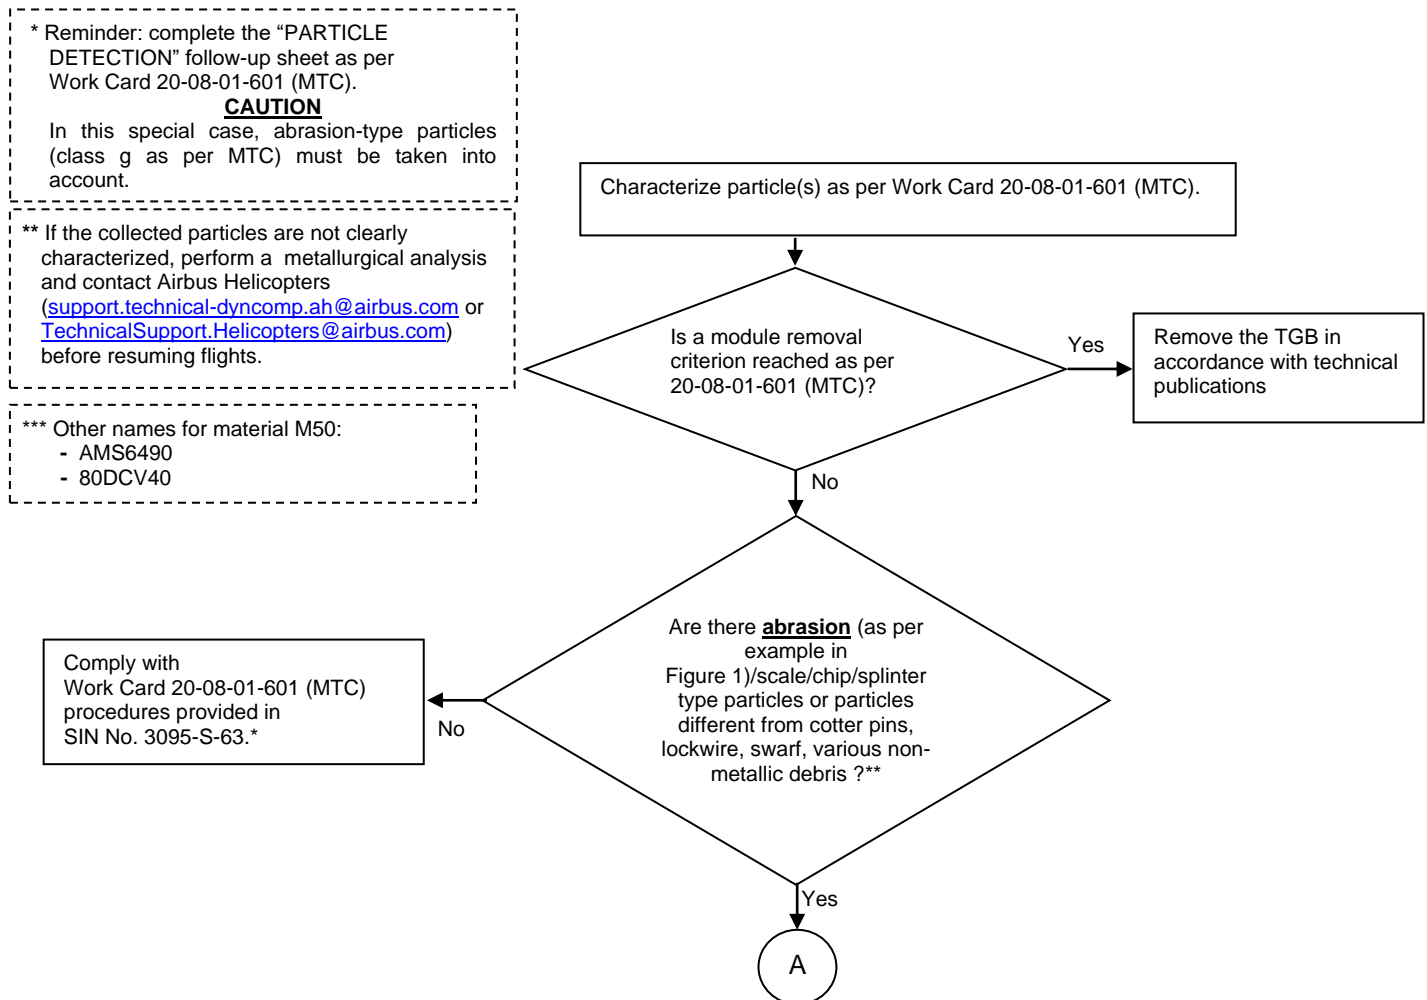 * Reminder: complete the “PARTICLE
DETECTION” follow-up sheet as per
Work Card 20-08-01-601 (MTC).
CAUTION
In this special case, abrasion-type particles
(class g as per MTC) must be taken into
account.
** If the collected particles are not clearly
characterized, perform a metallurgical analysis
and contact Airbus Helicopters
(support.technical-dyncomp.ah@airbus.com or
TechnicalSupport.Helicopters@airbus.com)
before resuming flights.
*** Other names for material M50:
- AMS6490
- 80DCV40
Characterize particle(s) as per Work Card 20-08-01-601 (MTC).
Is a module removal
criterion reached as per
20-08-01-601 (MTC)?
Yes
Remove the TGB in
accordance with technical
publications
No
Are there abrasion (as per
example in
Figure 1)/scale/chip/splinter
type particles or particles
different from cotter pins,
lockwire, swarf, various non-
metallic debris ?**
No
Comply with
Work Card 20-08-01-601 (MTC)
procedures provided in
SIN No. 3095-S-63.*
Yes
A